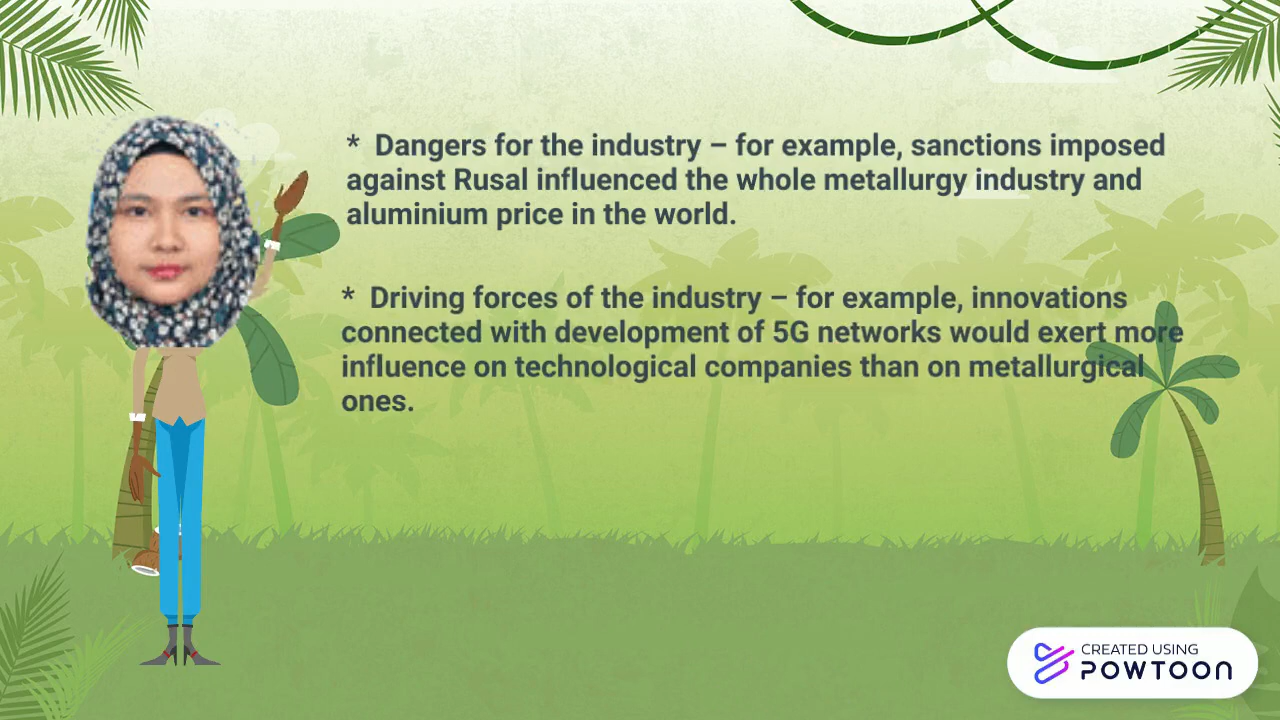 * Dangers for the industry – for example, sanctions imposed
against Rusal influenced the whole metallurgy industry and
aluminium price in the world.
* Driving forces of the industry – for example, innovations
connected with development of 5G networks would exert more
influence on technological companies than on metallurgical
ones.
CREATED USING
POWTOON